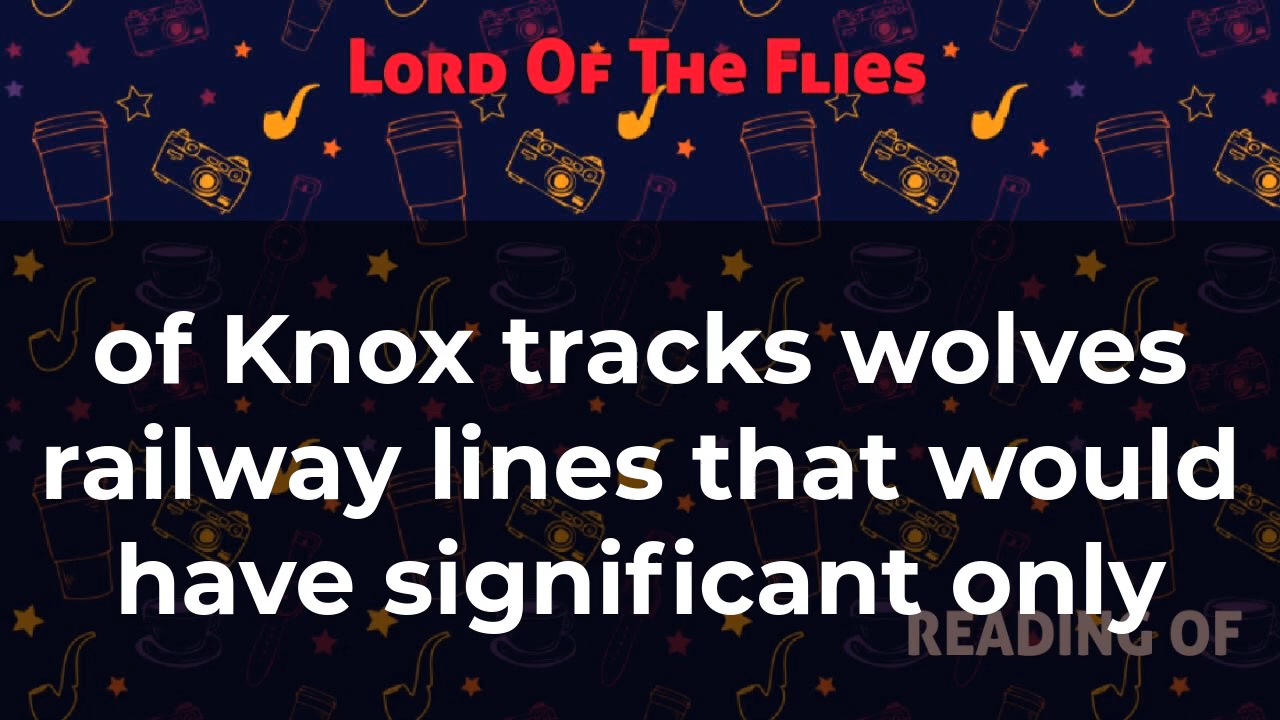 Lord Of The Flies
of Knox tracks wolves
railway lines that would
have significant only
READING OF